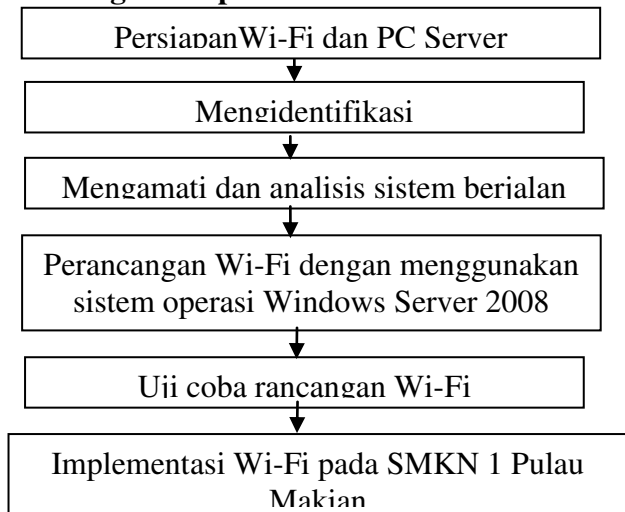 PersiapanWi-Fi dan PC Server
Mengidentifikasi
Mengamati dan analisis sistem berjalan
Perancangan Wi-Fi dengan menggunakan
sistem operasi Windows Server 2008
Uji coba rancangan Wi-Fi
Implementasi Wi-Fi pada SMKN 1 Pulau
Makian